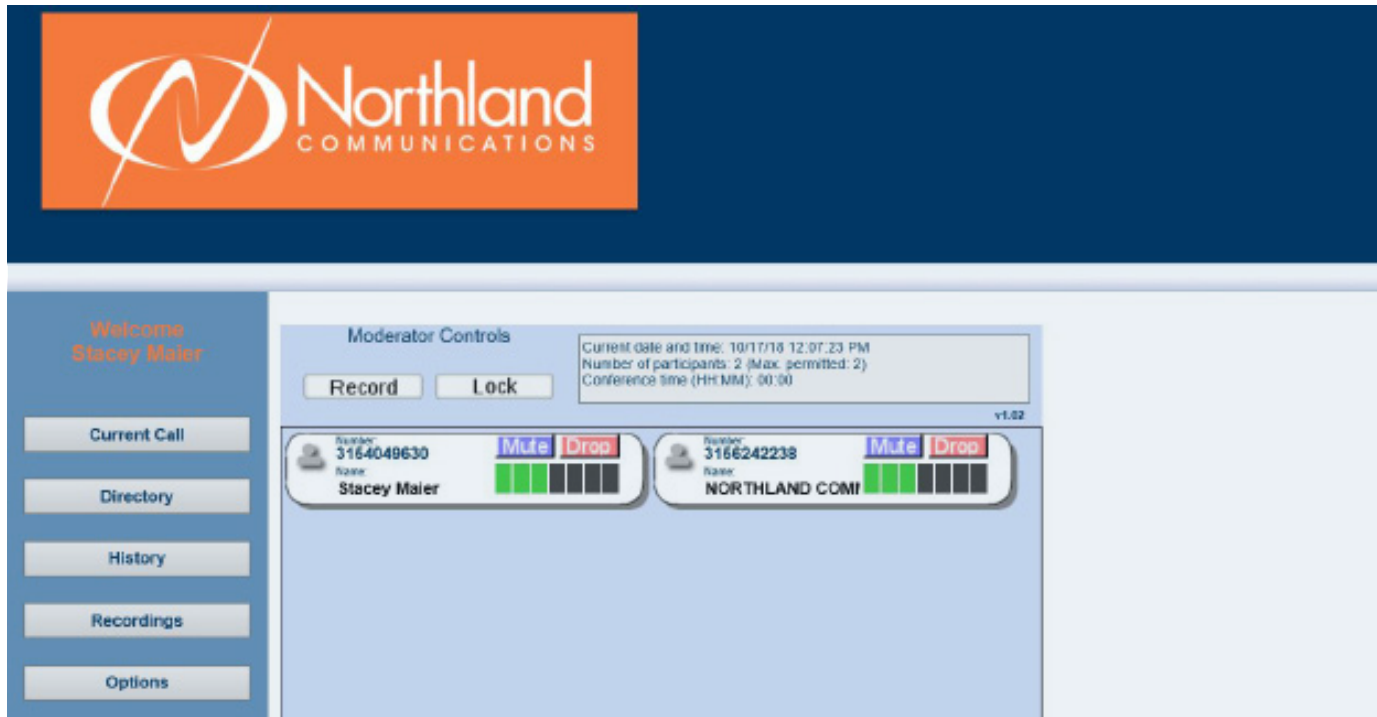 Northland
COMMUNICATIONS
Welcome
Stacey Maier
Current Call
Directory
History
Recordings
Options
Moderator Controls
Record Lock
Current date and time: 10/17/18 12:07:23 PM
Number of participants: 2 (Max. permitted: 2)
Conference time (HH:MM): 00:00
v1.02
Number:
3164049630
Name:
Stacey Maier
Mute Drop
Number:
3156242238
Name:
NORTHLAND COM
Mute Drop